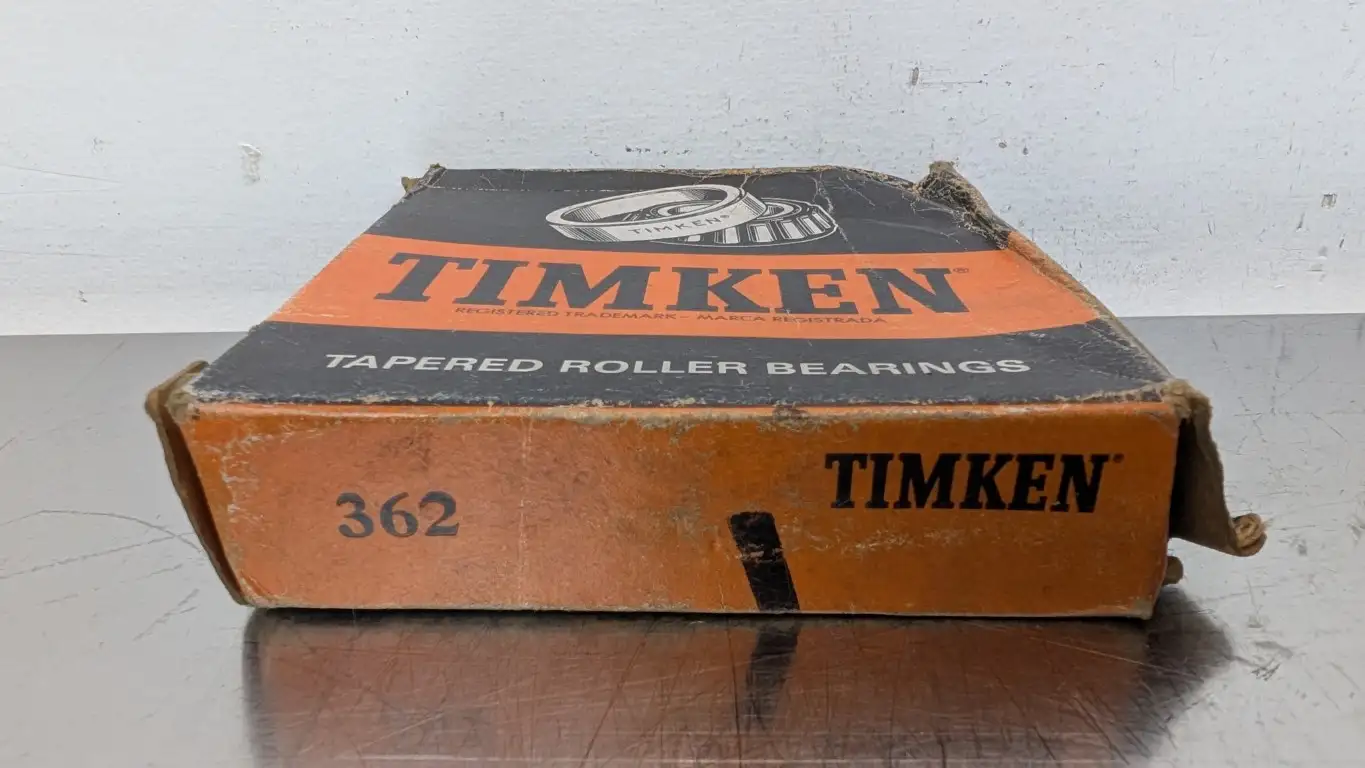 TIMKEN®
TIMKEN®
REGISTERED TRADEMARK - MARCA REGISTRADA
TAPERED ROLLER BEARINGS
362
TIMKEN®